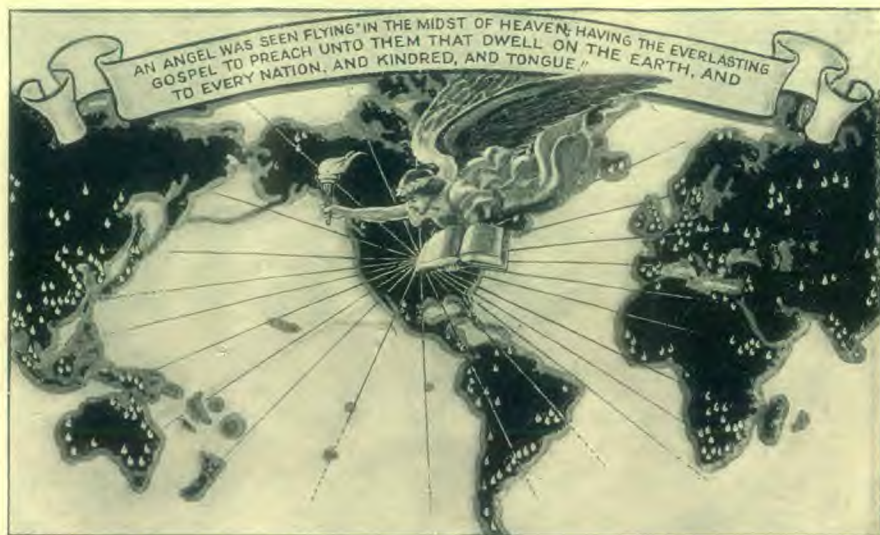 AN ANGEL WAS SEEN FLYING "IN THE MIDST OF HEAVEN, HAVING THE EVERLASTING
GOSPEL TO PREACH UNTO THEM THAT DWELL ON THE EARTH, AND
TO EVERY NATION, AND KINDRED, AND TONGUE."